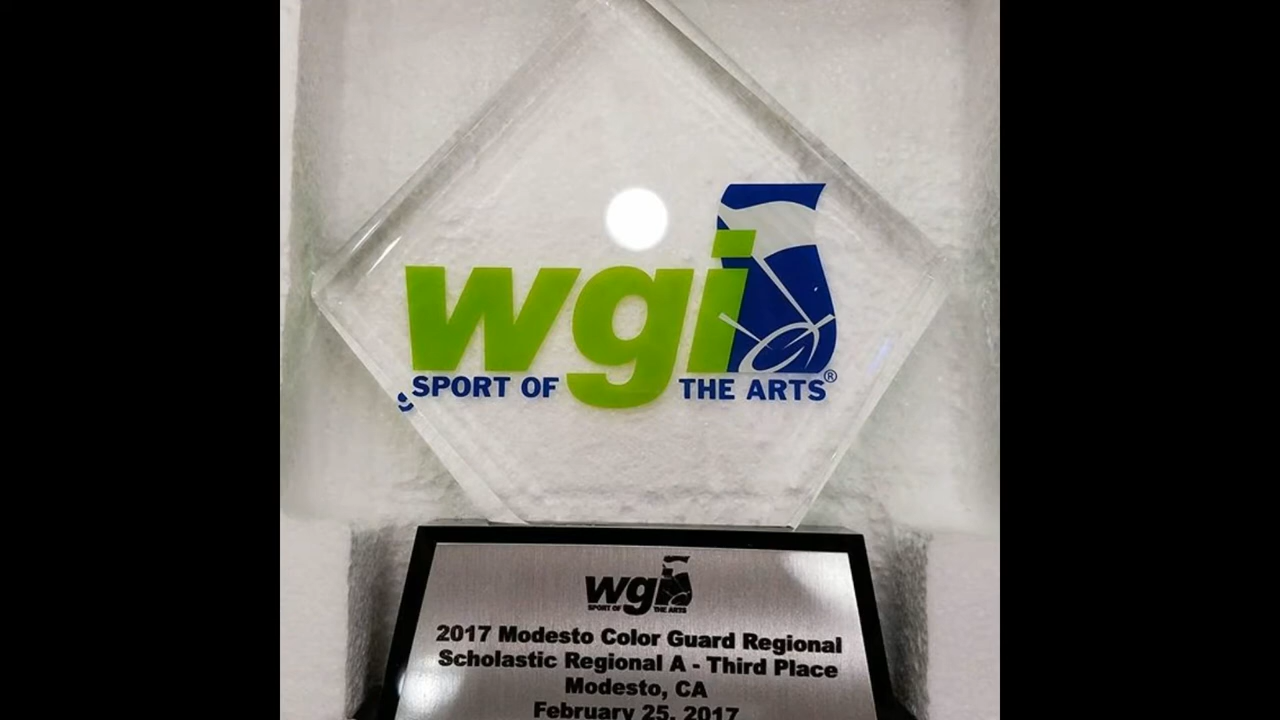 wgi
SPORT OF THE ARTS®
wgi
SPORT OF THE ARTS
2017 Modesto Color Guard Regional
Scholastic Regional A - Third Place
Modesto, CA
February 25, 2017